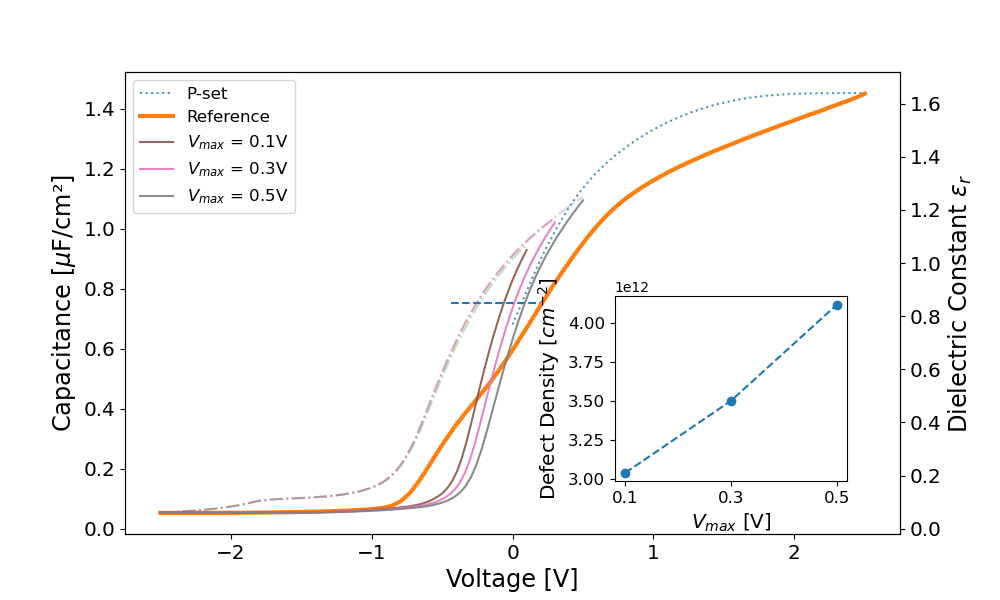 P-set
Reference
V_max = 0.1V
V_max = 0.3V
V_max = 0.5V
Capacitance [μF/cm²]
1.4
1.2
1.0
0.8
0.6
0.4
0.2
0.0
−2
−1
0
1
2
Voltage [V]
Dielectric Constant ε_r
1.6
1.4
1.2
1.0
0.8
0.6
0.4
0.2
0.0
1e12
Defect Density [cm⁻²]
4.00
3.75
3.50
3.25
3.00
0.1
0.3
0.5
V_max [V]